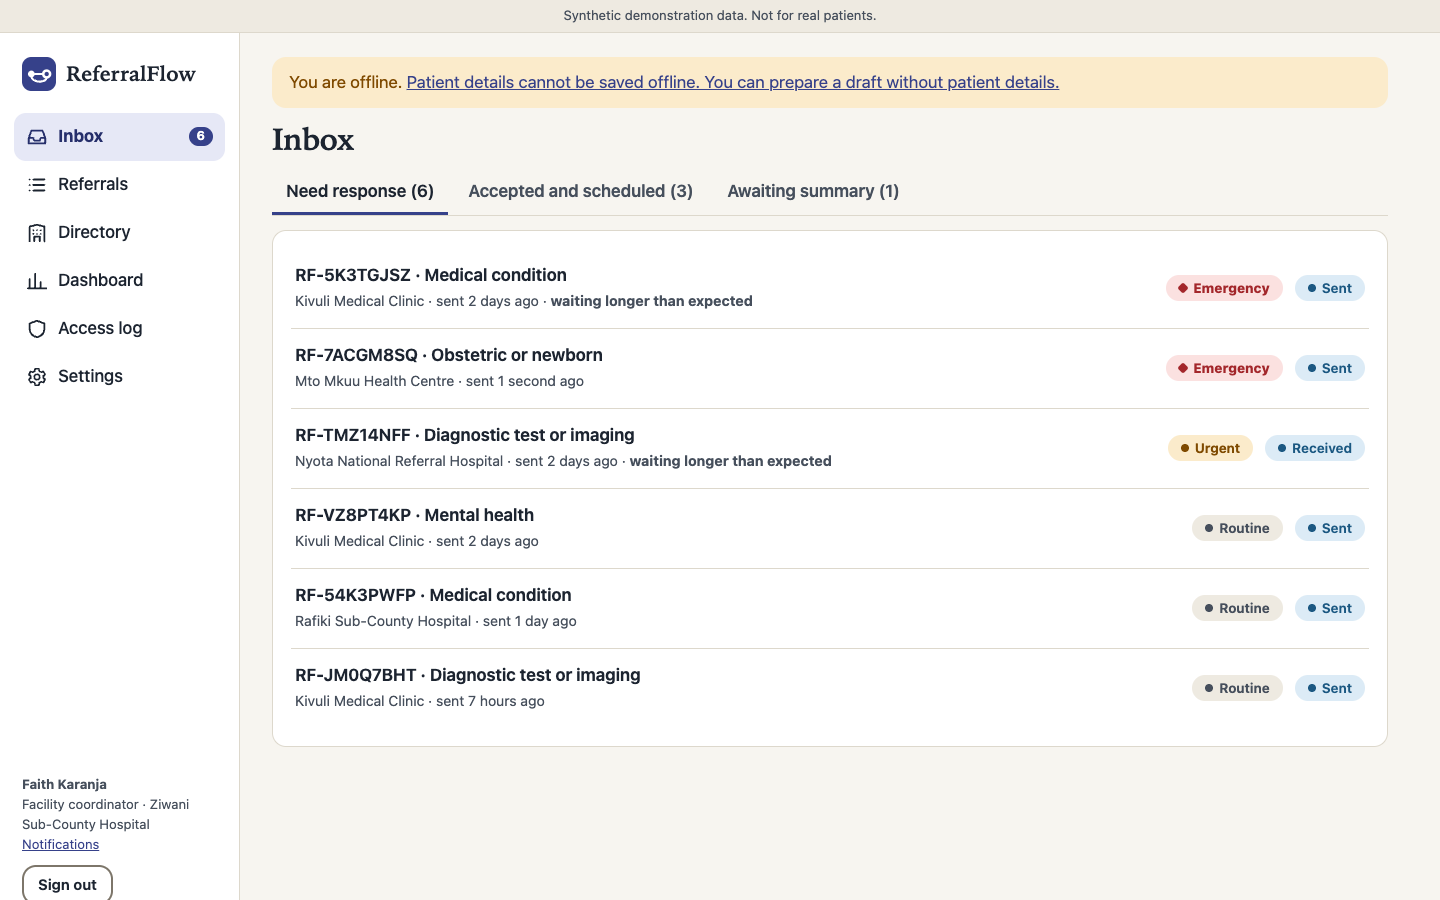 Synthetic demonstration data. Not for real patients.
ReferralFlow
Inbox 6
Referrals
Directory
Dashboard
Access log
Settings
Faith Karanja
Facility coordinator · Ziwani
Sub-County Hospital
Notifications
Sign out
You are offline. Patient details cannot be saved offline. You can prepare a draft without patient details.
Inbox
Need response (6) Accepted and scheduled (3) Awaiting summary (1)
RF-5K3TGJSZ · Medical condition
Kivuli Medical Clinic · sent 2 days ago · waiting longer than expected
Emergency Sent
RF-7ACGM8SQ · Obstetric or newborn
Mto Mkuu Health Centre · sent 1 second ago
Emergency Sent
RF-TMZ14NFF · Diagnostic test or imaging
Nyota National Referral Hospital · sent 2 days ago · waiting longer than expected
Urgent Received
RF-VZ8PT4KP · Mental health
Kivuli Medical Clinic · sent 2 days ago
Routine Sent
RF-54K3PWFP · Medical condition
Rafiki Sub-County Hospital · sent 1 day ago
Routine Sent
RF-JM0Q7BHT · Diagnostic test or imaging
Kivuli Medical Clinic · sent 7 hours ago
Routine Sent